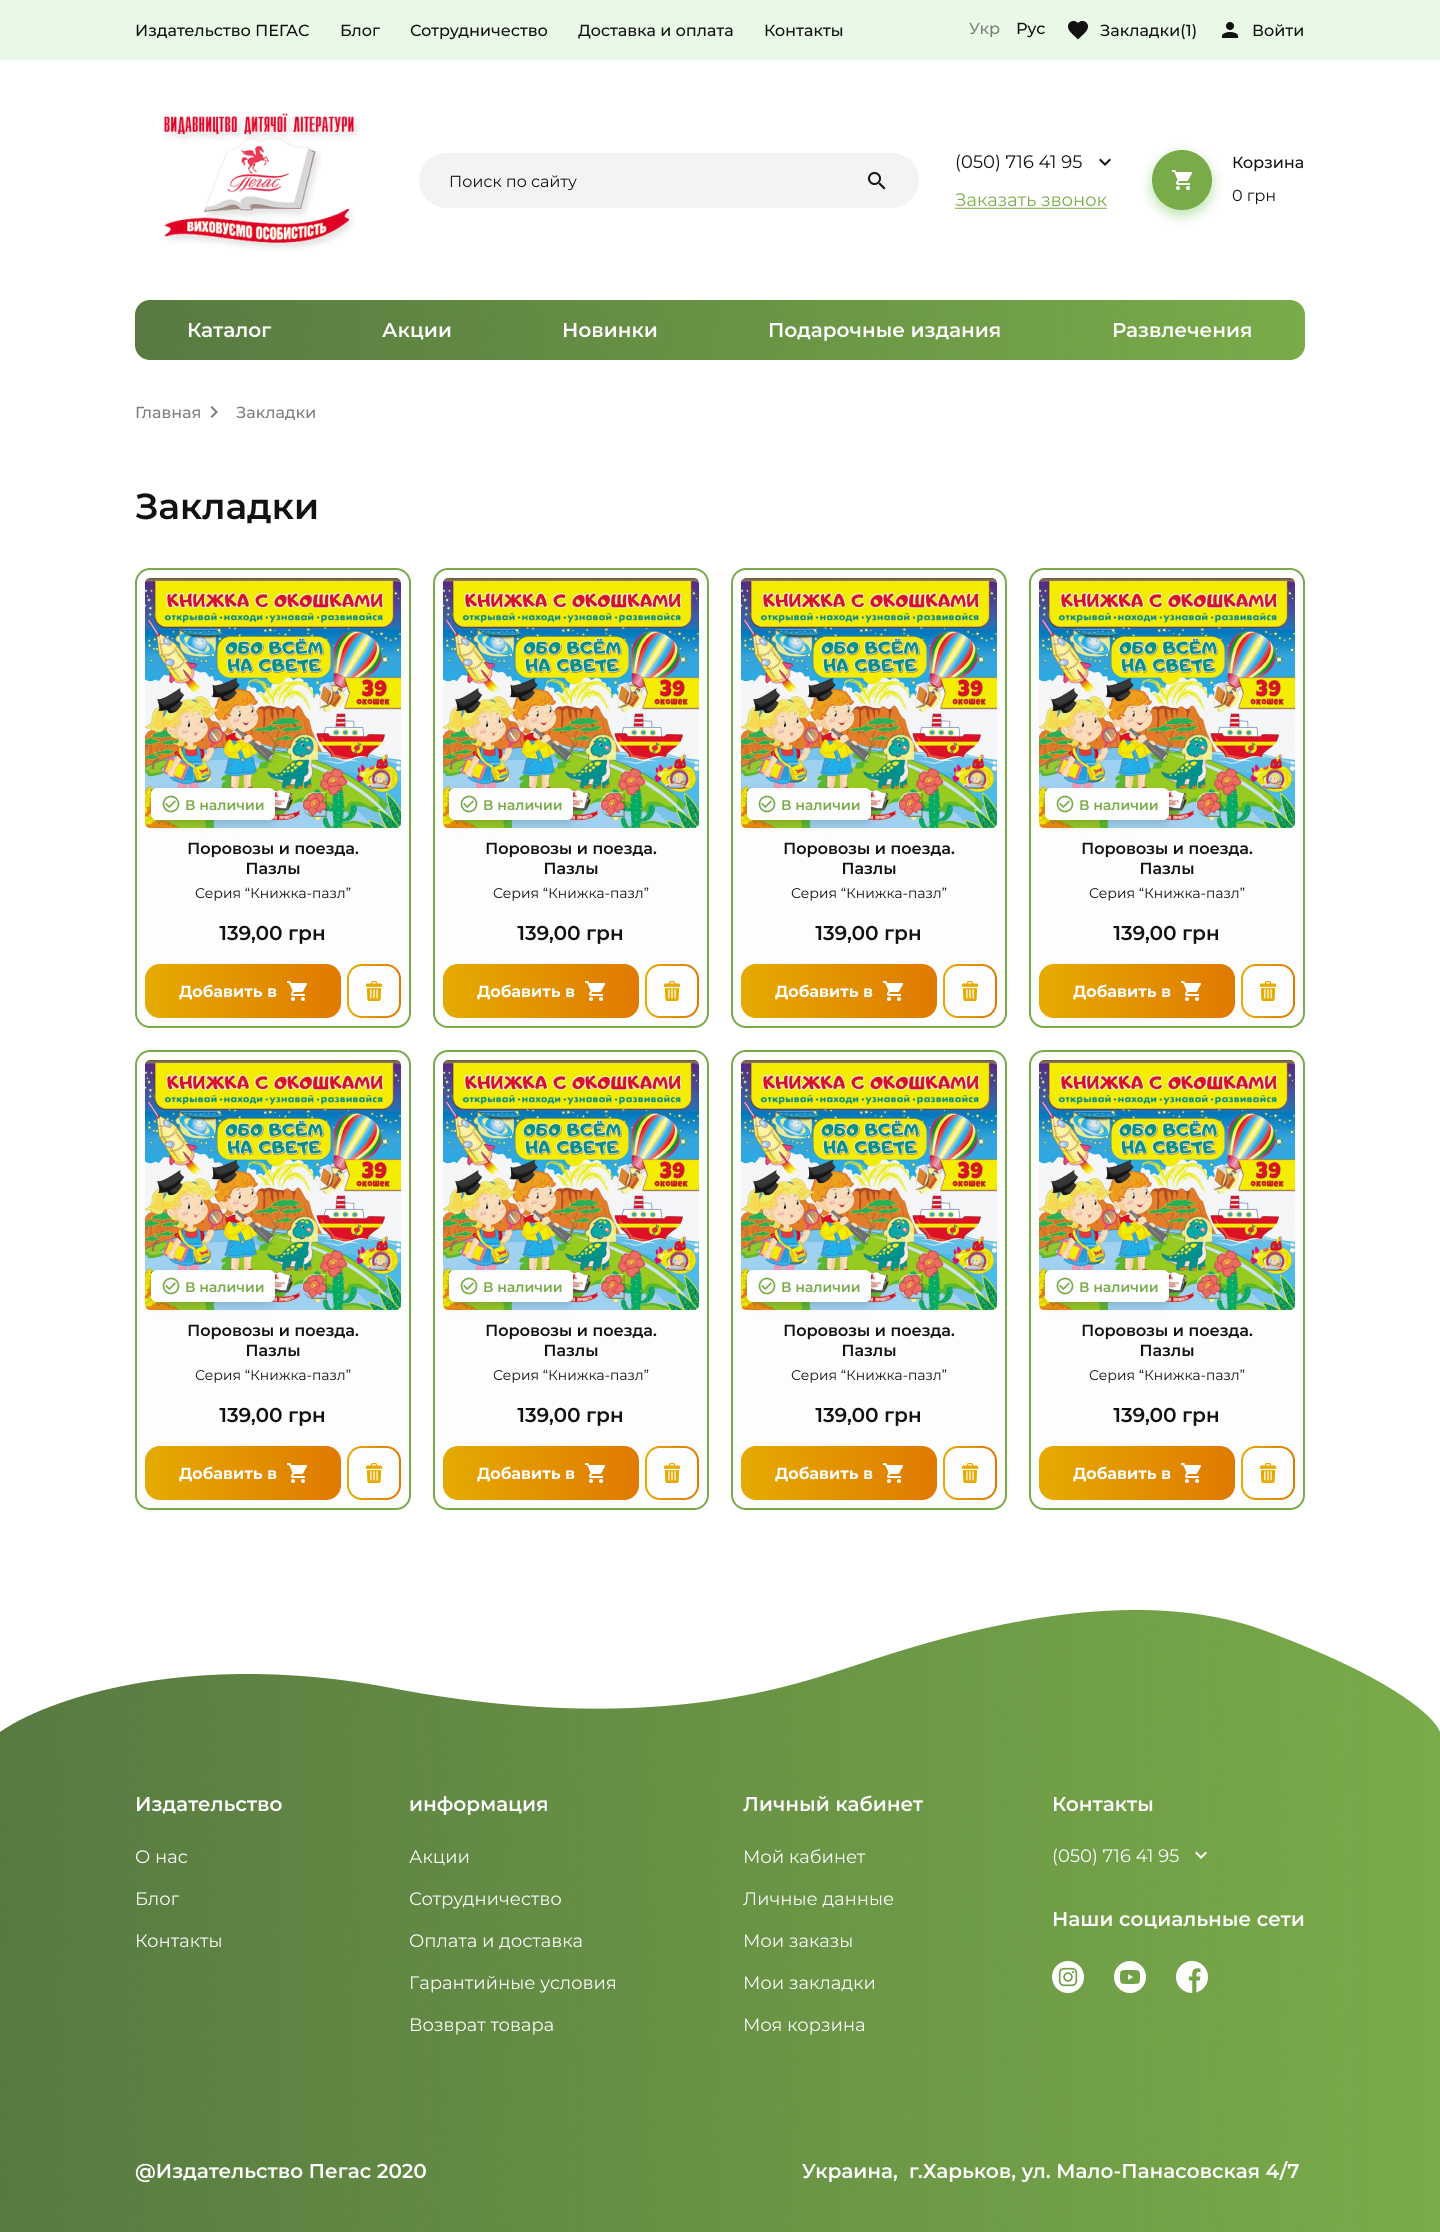 Издательство ПЕГАС Блог Сотрудничество Доставка и оплата Контакты Укр Рус Закладки(1) Войти
ВИДАВНИЦТВО ДИТЯЧОЇ ЛІТЕРАТУРИ
Пегас
ВИХОВУЄМО ОСОБИСТІСТЬ
Поиск по сайту
(050) 716 41 95
Заказать звонок
Корзина
0 грн
Каталог Акции Новинки Подарочные издания Развлечения
Главная Закладки
Закладки
КНИЖКА С ОКОШКАМИ КНИЖКА С ОКОШКАМИ КНИЖКА С ОКОШКАМИ КНИЖКА С ОКОШКАМИ
открывай·находи·узнавай·развивайся открывай·находи·узнавай·развивайся открывай·находи·узнавай·развивайся открывай·находи·узнавай·развивайся
ОБО ВСЁМ ОБО ВСЁМ ОБО ВСЁМ ОБО ВСЁМ
НА СВЕТЕ НА СВЕТЕ НА СВЕТЕ НА СВЕТЕ
39 39 39 39
окошек окошек окошек окошек
В наличии В наличии В наличии В наличии
Поровозы и поезда. Поровозы и поезда. Поровозы и поезда. Поровозы и поезда.
Пазлы Пазлы Пазлы Пазлы
Серия “Книжка-пазл” Серия “Книжка-пазл” Серия “Книжка-пазл” Серия “Книжка-пазл”
139,00 грн 139,00 грн 139,00 грн 139,00 грн
Добавить в Добавить в Добавить в Добавить в
КНИЖКА С ОКОШКАМИ КНИЖКА С ОКОШКАМИ КНИЖКА С ОКОШКАМИ КНИЖКА С ОКОШКАМИ
открывай·находи·узнавай·развивайся открывай·находи·узнавай·развивайся открывай·находи·узнавай·развивайся открывай·находи·узнавай·развивайся
ОБО ВСЁМ ОБО ВСЁМ ОБО ВСЁМ ОБО ВСЁМ
НА СВЕТЕ НА СВЕТЕ НА СВЕТЕ НА СВЕТЕ
39 39 39 39
окошек окошек окошек окошек
В наличии В наличии В наличии В наличии
Поровозы и поезда. Поровозы и поезда. Поровозы и поезда. Поровозы и поезда.
Пазлы Пазлы Пазлы Пазлы
Серия “Книжка-пазл” Серия “Книжка-пазл” Серия “Книжка-пазл” Серия “Книжка-пазл”
139,00 грн 139,00 грн 139,00 грн 139,00 грн
Добавить в Добавить в Добавить в Добавить в
Издательство
О нас
Блог
Контакты
информация
Акции
Сотрудничество
Оплата и доставка
Гарантийные условия
Возврат товара
Личный кабинет
Мой кабинет
Личные данные
Мои заказы
Мои закладки
Моя корзина
Контакты
(050) 716 41 95
Наши социальные сети
@Издательство Пегас 2020
Украина, г.Харьков, ул. Мало-Панасовская 4/7